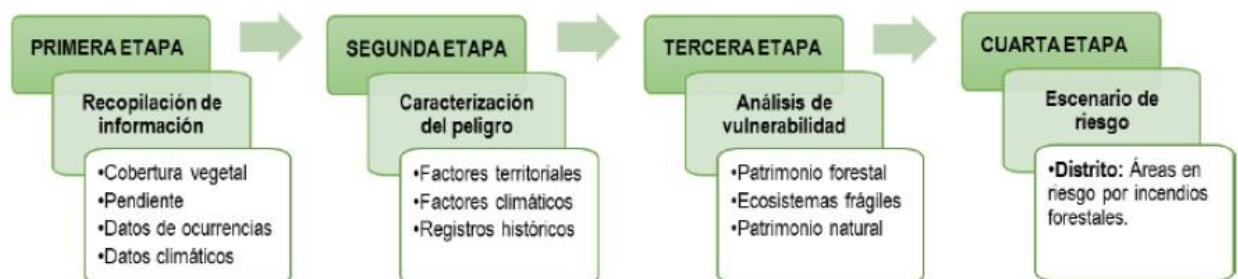 PRIMERA ETAPA
Recopilación de
información
•Cobertura vegetal
•Pendiente
•Datos de ocurrencias
•Datos climáticos
SEGUNDA ETAPA
Caracterización
del peligro
•Factores territoriales
•Factores climáticos
•Registros históricos
TERCERA ETAPA
Análisis de
vulnerabilidad
•Patrimonio forestal
•Ecosistemas frágiles
•Patrimonio natural
CUARTA ETAPA
Escenario de
riesgo
•Distrito: Áreas en
riesgo por incendios
forestales.